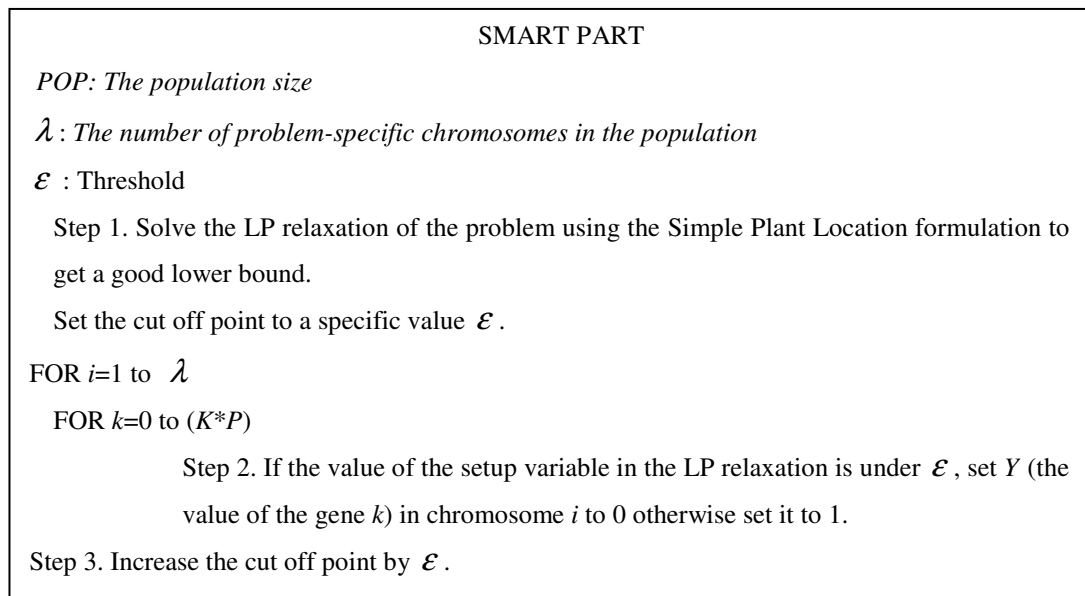 SMART PART
POP: The population size
λ : The number of problem-specific chromosomes in the population
ε : Threshold
Step 1. Solve the LP relaxation of the problem using the Simple Plant Location formulation to
get a good lower bound.
Set the cut off point to a specific value ε .
FOR i=1 to λ
FOR k=0 to (K*P)
Step 2. If the value of the setup variable in the LP relaxation is under ε , set Y (the
value of the gene k) in chromosome i to 0 otherwise set it to 1.
Step 3. Increase the cut off point by ε .